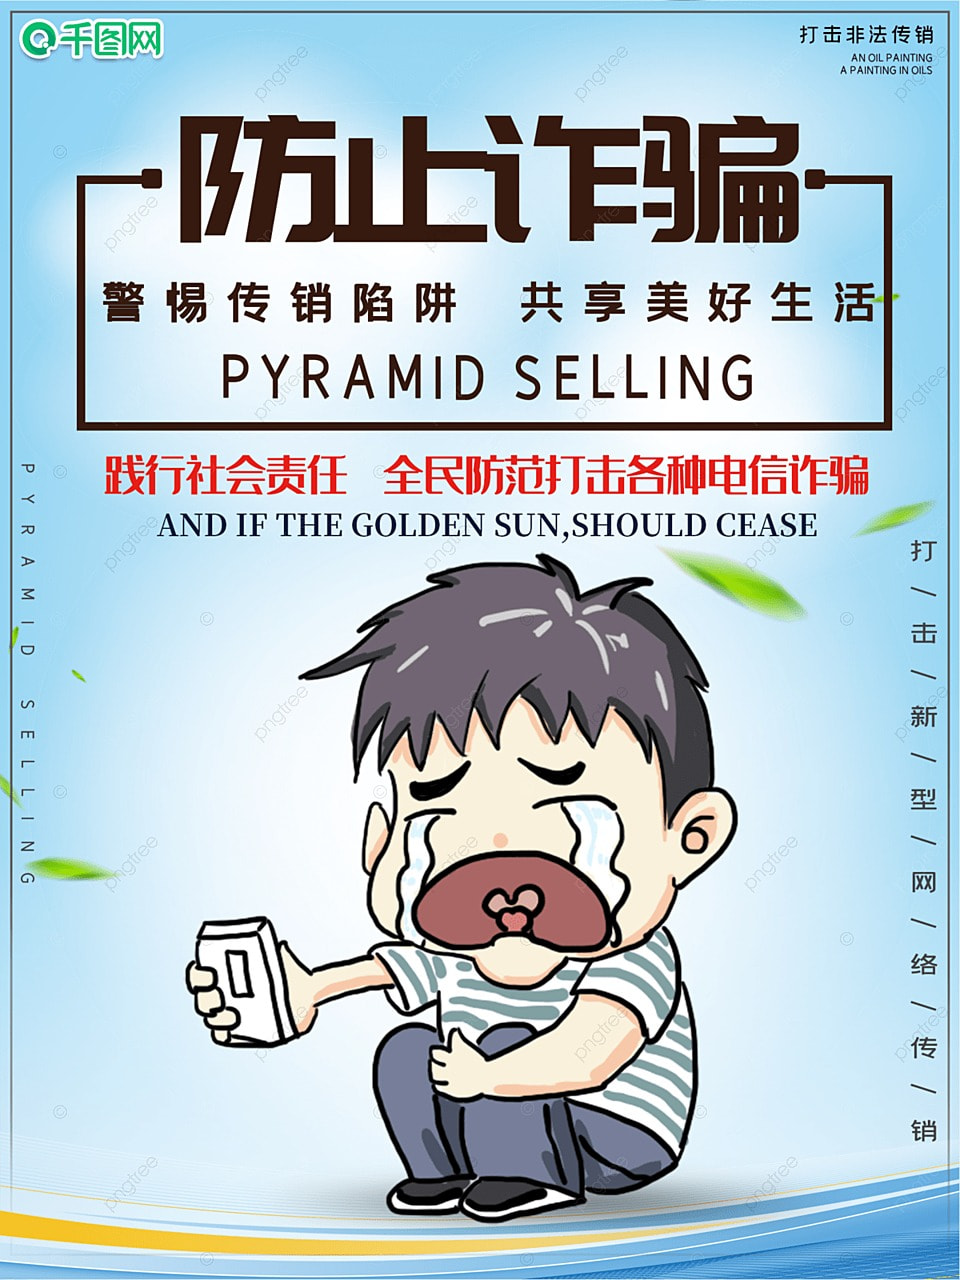 千图网
打击非法传销
AN OIL PAINTING
A PAINTING IN OILS
防止诈骗
警惕传销陷阱 共享美好生活
PYRAMID SELLING
践行社会责任 全民防范打击各种电信诈骗
AND IF THE GOLDEN SUN,SHOULD CEASE
PYRAMID SELLING
打/击/新/型/网/络/传/销
pngtree